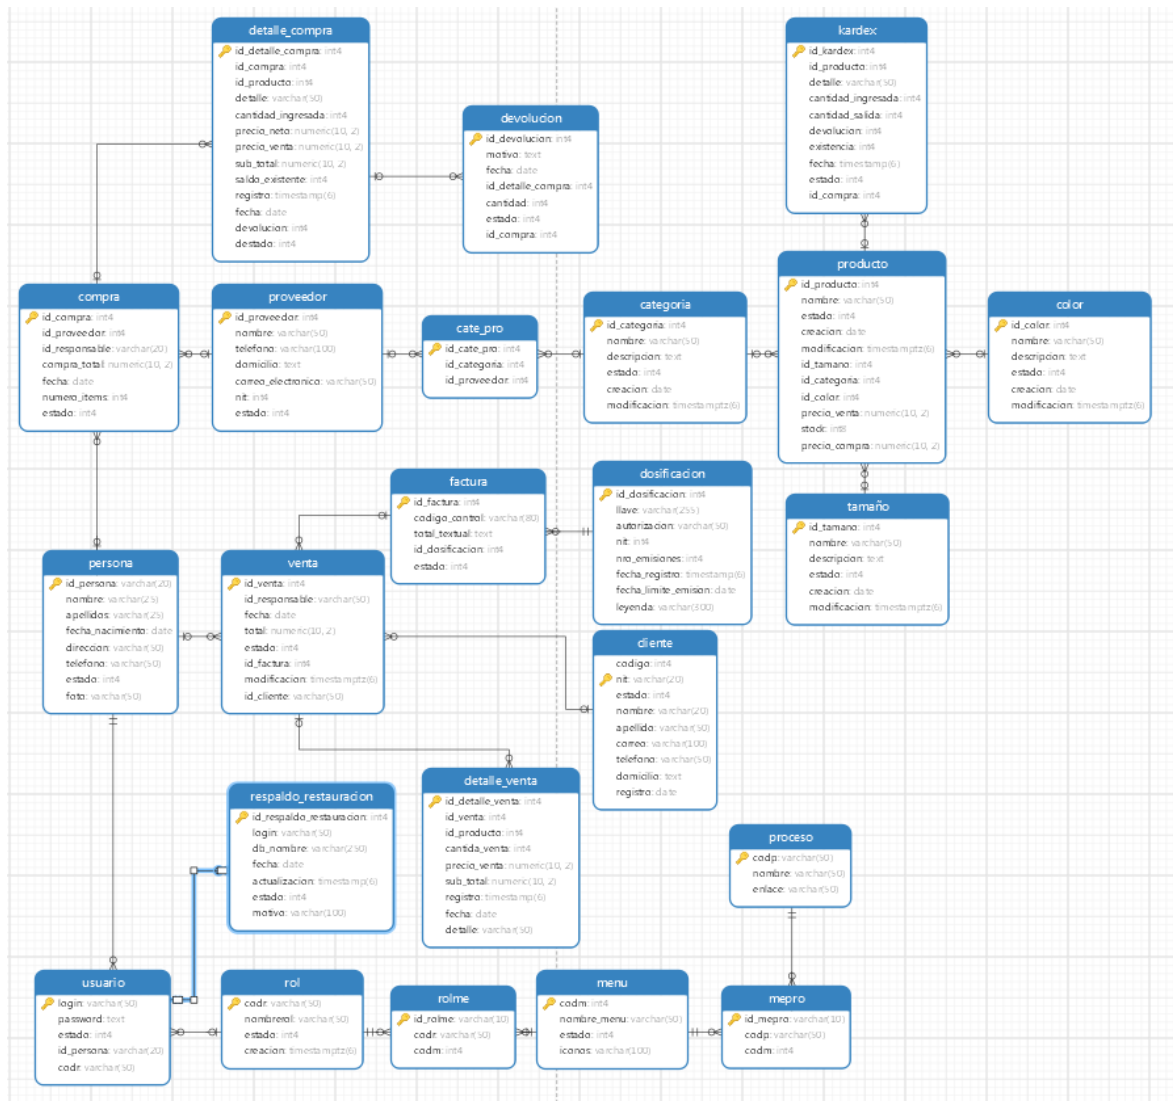 detalle_compra
id_detalle_compra: int4
id_compra: int4
id_producto: int4
detalle: varchar(50)
cantidad_ingresada: int4
precio_neto: numeric(10, 2)
precio_venta: numeric(10, 2)
sub_total: numeric(10, 2)
saldo_existente: int4
registro: timestamp(6)
fecha: date
devolucion: int4
destado: int4
devolucion
id_devolucion: int4
motivo: text
fecha: date
id_detalle_compra: int4
cantidad: int4
estado: int4
id_compra: int4
kardex
id_kardex: int4
id_producto: int4
detalle: varchar(50)
cantidad_ingresada: int4
cantidad_salida: int4
devolucion: int4
existencia: int4
fecha: timestamp(6)
estado: int4
id_compra: int4
compra
id_compra: int4
id_proveedor: int4
id_responsable: varchar(20)
compra_total: numeric(10, 2)
fecha: date
numero_items: int4
estado: int4
proveedor
id_proveedor: int4
nombre: varchar(50)
telefono: varchar(100)
domicilio: text
correo_electronico: varchar(50)
nit: int4
estado: int4
cate_pro
id_cate_pro: int4
id_categoria: int4
id_proveedor: int4
categoria
id_categoria: int4
nombre: varchar(50)
descripcion: text
estado: int4
creacion: date
modificacion: timestamptz(6)
producto
id_producto: int4
nombre: varchar(50)
estado: int4
creacion: date
modificacion: timestamptz(6)
id_tamano: int4
id_categoria: int4
id_color: int4
precio_venta: numeric(10, 2)
stock: int8
precio_compra: numeric(10, 2)
color
id_color: int4
nombre: varchar(50)
descripcion: text
estado: int4
creacion: date
modificacion: timestamptz(6)
factura
id_factura: int4
codigo_control: varchar(80)
total_textual: text
id_dosificacion: int4
estado: int4
dosificacion
id_dosificacion: int4
llave: varchar(255)
autorizacion: varchar(50)
nit: int4
nro_emisiones: int4
fecha_registro: timestamp(6)
fecha_limite_emision: date
leyenda: varchar(300)
tamaño
id_tamano: int4
nombre: varchar(50)
descripcion: text
estado: int4
creacion: date
modificacion: timestamptz(6)
persona
id_persona: varchar(20)
nombre: varchar(25)
apellidos: varchar(25)
fecha_nacimiento: date
direccion: varchar(50)
telefono: varchar(50)
estado: int4
foto: varchar(50)
venta
id_venta: int4
id_responsable: varchar(50)
fecha: date
total: numeric(10, 2)
estado: int4
id_factura: int4
modificacion: timestamptz(6)
id_cliente: varchar(50)
cliente
codigo: int4
nit: varchar(20)
estado: int4
nombre: varchar(20)
apellido: varchar(50)
correo: varchar(100)
telefono: varchar(50)
domicilio: text
registro: date
respaldo_restauracion
id_respaldo_restauracion: int4
login: varchar(50)
db_nombre: varchar(250)
fecha: date
actualizacion: timestamp(6)
estado: int4
motivo: varchar(100)
detalle_venta
id_detalle_venta: int4
id_venta: int4
id_producto: int4
cantida_venta: int4
precio_venta: numeric(10, 2)
sub_total: numeric(10, 2)
registro: timestamp(6)
fecha: date
detalle: varchar(50)
proceso
codp: varchar(50)
nombre: varchar(50)
enlace: varchar(50)
usuario
login: varchar(50)
password: text
estado: int4
id_persona: varchar(20)
codr: varchar(50)
rol
codr: varchar(50)
nombrerol: varchar(50)
estado: int4
creacion: timestamptz(6)
rolme
id_rolme: varchar(10)
codr: varchar(50)
codm: int4
menu
codm: int4
nombre_menu: varchar(50)
estado: int4
iconos: varchar(100)
mepro
id_mepro: varchar(10)
codp: varchar(50)
codm: int4